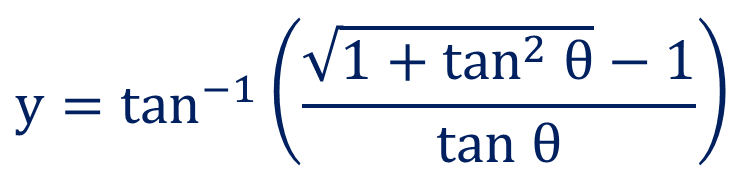 y = tan⁻¹ ( (√(1 + tan² θ) − 1) / (tan θ) )